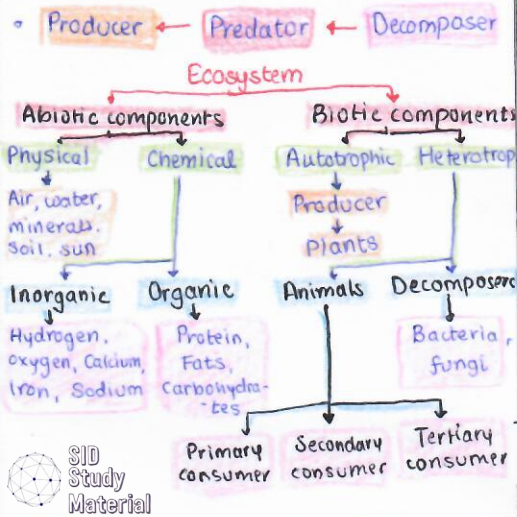 Producer ← Predator ← Decomposer
Ecosystem
Abiotic components Biotic components
Physical Chemical Autotrophic Heterotrop
Air, water,
minerals.
Soil, sun
Producer
Plants
Inorganic Organic Animals Decomposers
Hydrogen,
oxygen, Calcium,
Iron, Sodium
Protein,
Fats,
Carbohydra-
-tes
Bacteria,
fungi
Primary
consumer
Secondary
consumer
Tertiary
consumer
SID
Study
Material